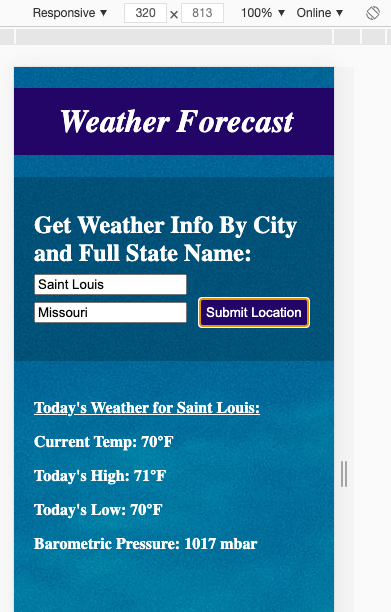 Responsive ▼ 320 × 813 100% ▼ Online ▼
Weather Forecast
Get Weather Info By City
and Full State Name:
Saint Louis
Missouri Submit Location
Today's Weather for Saint Louis:
Current Temp: 70°F
Today's High: 71°F
Today's Low: 70°F
Barometric Pressure: 1017 mbar